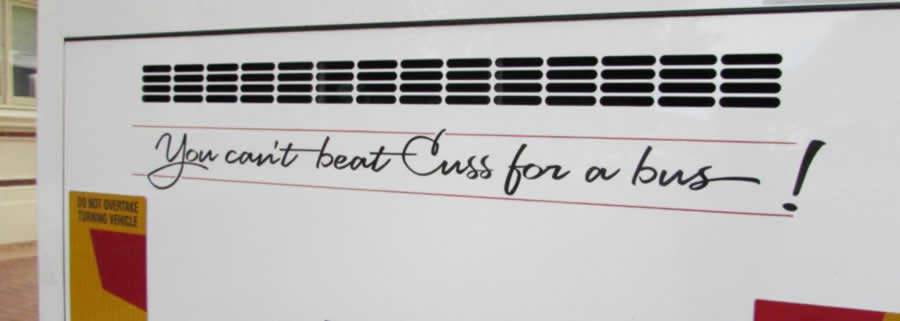 You can't beat Cuss for a bus !
DO NOT OVERTAKE
TURNING VEHICLE